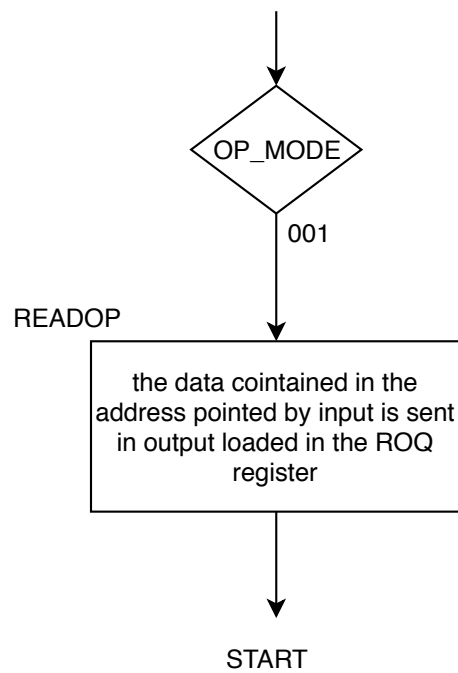 OP_MODE
001
READOP
the data cointained in the
address pointed by input is sent
in output loaded in the ROQ
register
START